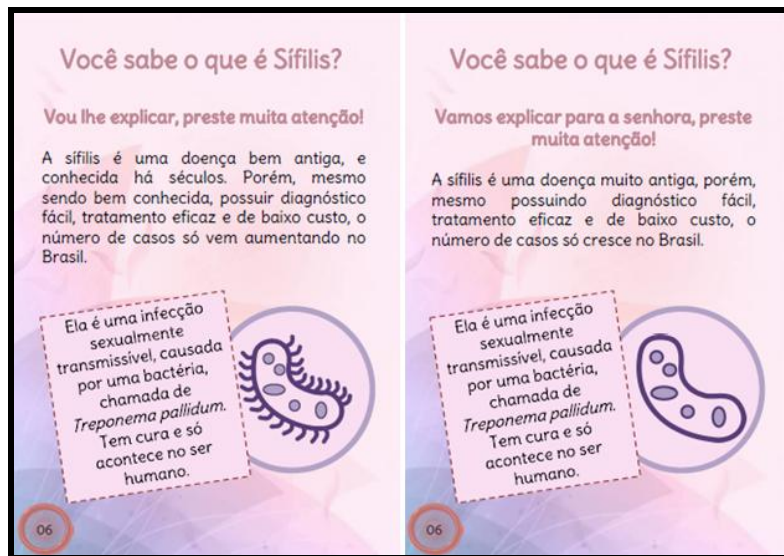 Você sabe o que é Sífilis?
Vou lhe explicar, preste muita atenção!
A sífilis é uma doença bem antiga, e
conhecida há séculos. Porém, mesmo
sendo bem conhecida, possuir diagnóstico
fácil, tratamento eficaz e de baixo custo, o
número de casos só vem aumentando no
Brasil.
Ela é uma infecção
sexualmente
transmissível, causada
por uma bactéria,
chamada de
Treponema pallidum.
Tem cura e só
acontece no ser
humano.
06
Você sabe o que é Sífilis?
Vamos explicar para a senhora, preste
muita atenção!
A sífilis é uma doença muito antiga, porém,
mesmo possuindo diagnóstico fácil,
tratamento eficaz e de baixo custo, o
número de casos só cresce no Brasil.
Ela é uma infecção
sexualmente
transmissível, causada
por uma bactéria,
chamada de
Treponema pallidum.
Tem cura e só
acontece no ser
humano.
06